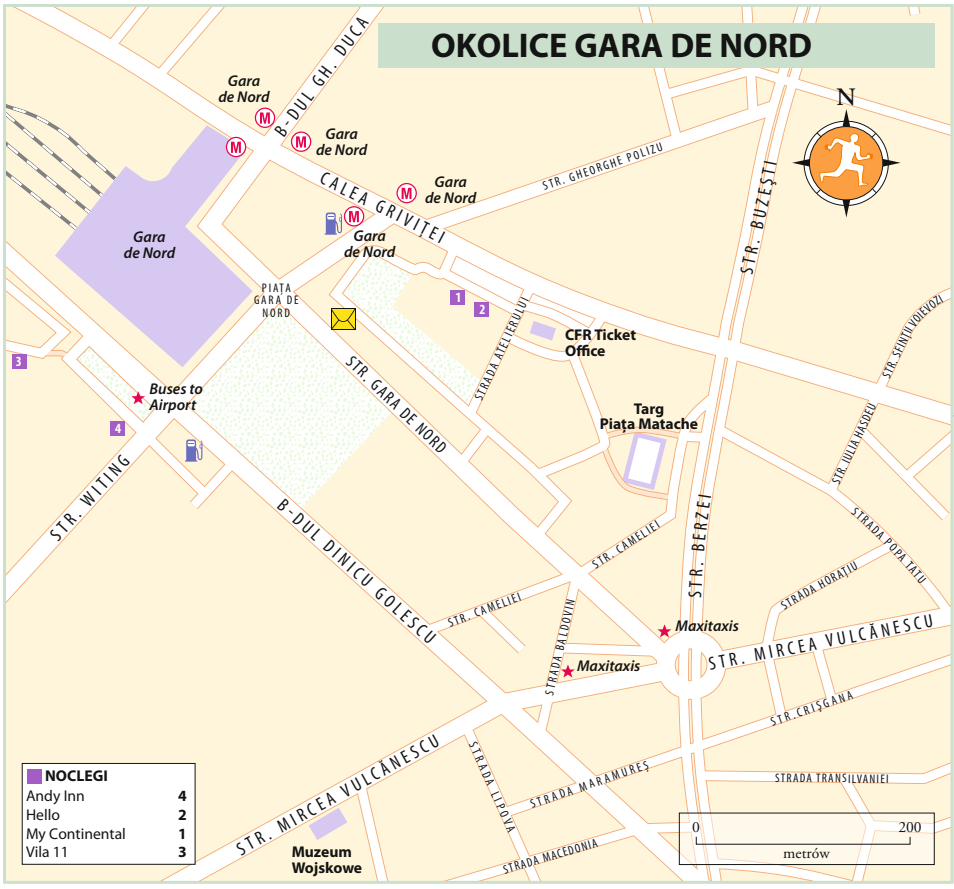 OKOLICE GARA DE NORD
N
Gara
de Nord
B-DUL GH. DUCA
M
M
M
Gara
de Nord
CALEA GRIVIȚEI
M
Gara
de Nord
M
Gara
de Nord
STR. GHEORGHE POLIZU
STR. BUZEȘTI
Gara
de Nord
PIAȚA
GARA DE
NORD
1
2
STRADA ATELIERULUI
CFR Ticket
Office
STR. SFINȚII VOIEVOZI
3
Buses to
Airport
4
STR. GARA DE NORD
Targ
Piața Matache
STR. IULIA HASDEU
STR. WITING
B-DUL DINICU GOLESCU
STR. CAMELIEI
STR. BERZEI
STRADA POPA TATU
STR. CAMELIEI
STRADA HORAȚIU
STRADA BALDOVIN
Maxitaxis
Maxitaxis
STR. MIRCEA VULCĂNESCU
STR.CRIȘGANA
STR. MIRCEA VULCĂNESCU
STRADA LIPOVA
STRADA MARAMUREȘ
STRADA TRANSILVANIEI
STRADA MACEDONIA
Muzeum
Wojskowe
NOCLEGI
Andy Inn 4
Hello 2
My Continental 1
Vila 11 3
0 200
metrów